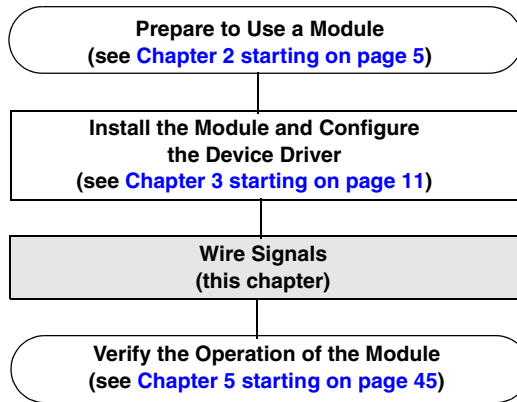 Prepare to Use a Module
(see Chapter 2 starting on page 5)
Install the Module and Configure
the Device Driver
(see Chapter 3 starting on page 11)
Wire Signals
(this chapter)
Verify the Operation of the Module
(see Chapter 5 starting on page 45)